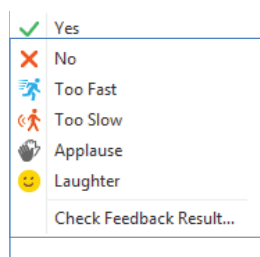 Yes
No
Too Fast
Too Slow
Applause
Laughter
Check Feedback Result...